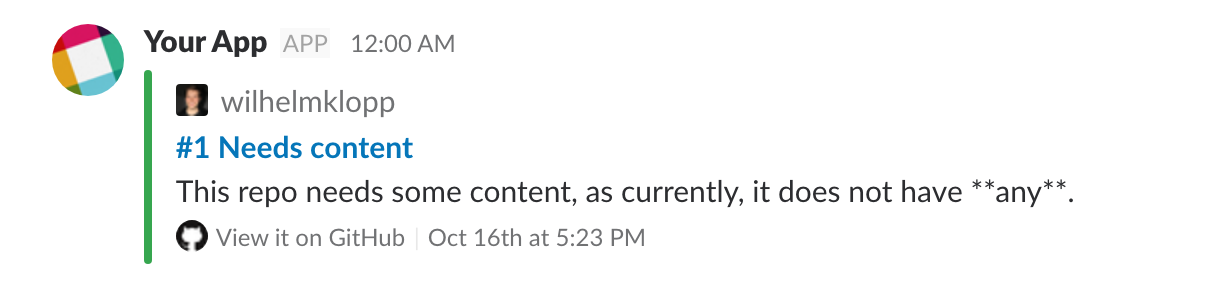 Your App APP 12:00 AM
wilhelmklopp
#1 Needs content
This repo needs some content, as currently, it does not have **any**.
View it on GitHub | Oct 16th at 5:23 PM